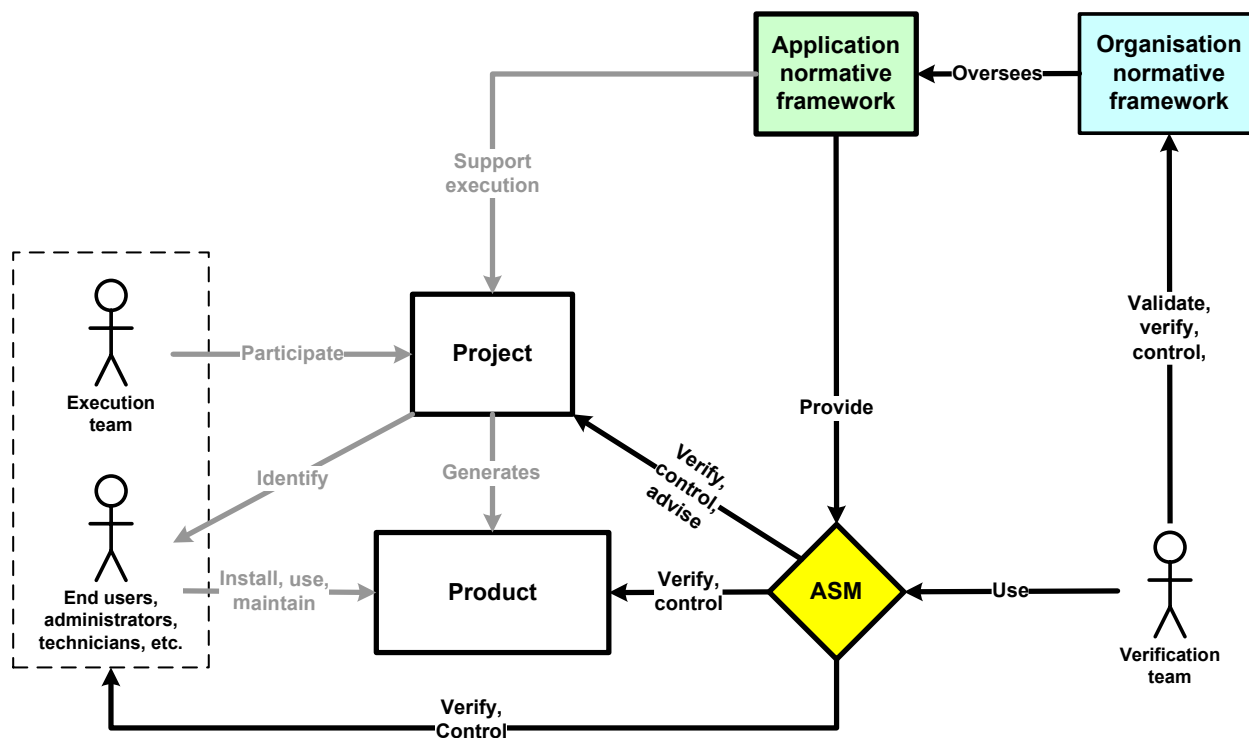 Application
normative
framework
Oversees
Organisation
normative
framework
Support
execution
Validate,
verify,
control,
Participate
Project
Execution
team
Provide
Identify
Generates
Verify,
control,
advise
Install, use,
maintain
Product
Verify,
control
ASM
Use
End users,
administrators,
technicians, etc.
Verification
team
Verify,
Control